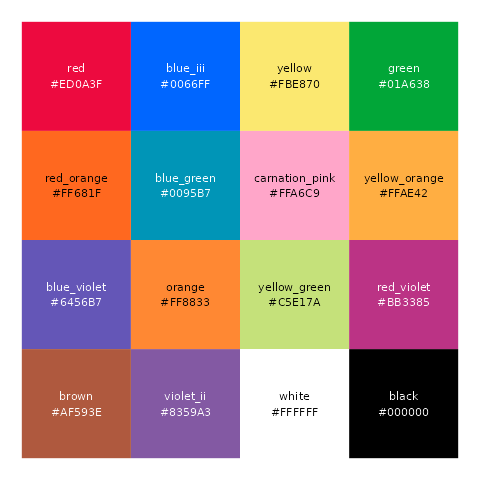 red
#ED0A3F
blue_iii
#0066FF
yellow
#FBE870
green
#01A638
red_orange
#FF681F
blue_green
#0095B7
carnation_pink
#FFA6C9
yellow_orange
#FFAE42
blue_violet
#6456B7
orange
#FF8833
yellow_green
#C5E17A
red_violet
#BB3385
brown
#AF593E
violet_ii
#8359A3
white
#FFFFFF
black
#000000